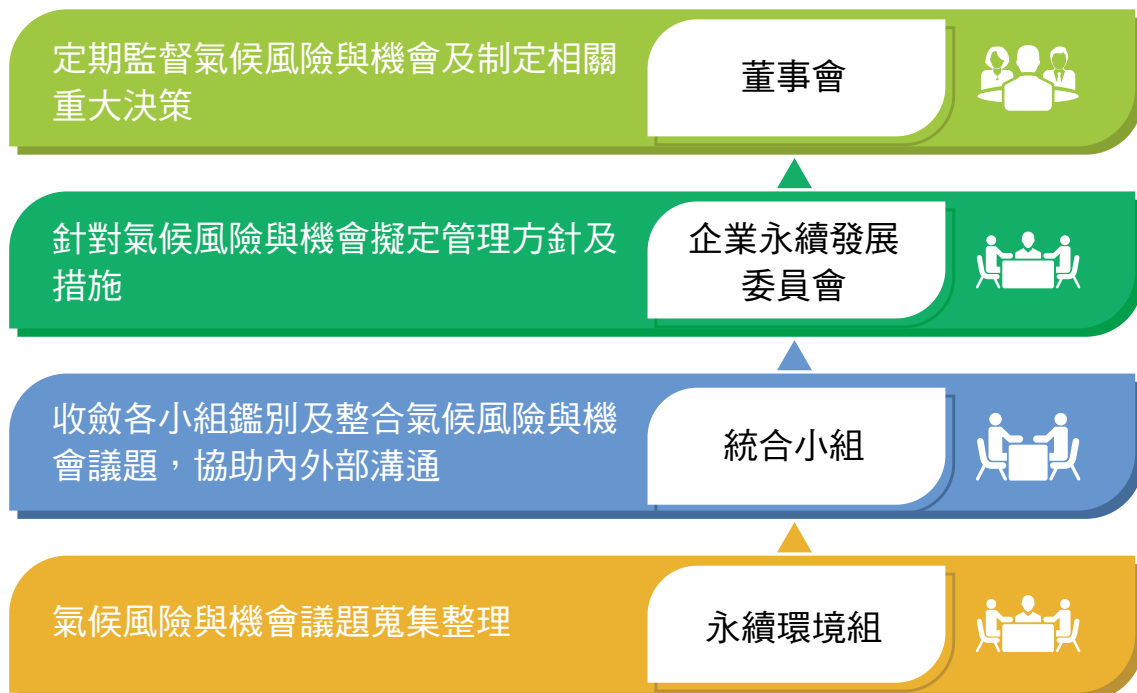 定期監督氣候風險與機會及制定相關
重大決策
董事會
針對氣候風險與機會擬定管理方針及
措施
企業永續發展
委員會
收斂各小組鑑別及整合氣候風險與機
會議題，協助內外部溝通
統合小組
氣候風險與機會議題蒐集整理
永續環境組